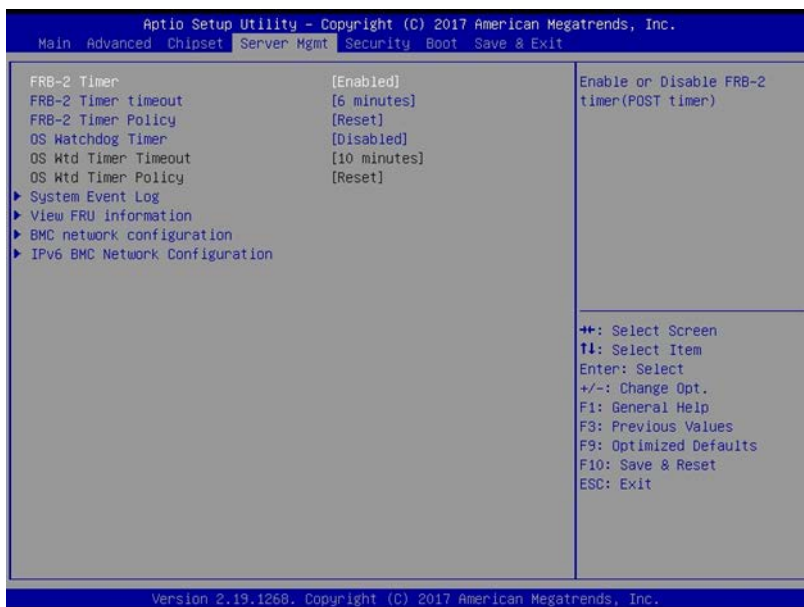 Aptio Setup Utility – Copyright (C) 2017 American Megatrends, Inc.
Main Advanced Chipset Server Mgmt Security Boot Save & Exit
FRB-2 Timer [Enabled]
FRB-2 Timer timeout [6 minutes]
FRB-2 Timer Policy [Reset]
OS Watchdog Timer [Disabled]
OS Wtd Timer Timeout [10 minutes]
OS Wtd Timer Policy [Reset]
System Event Log
View FRU information
BMC network configuration
IPv6 BMC Network Configuration
Enable or Disable FRB-2
timer(POST timer)
→←: Select Screen
↑↓: Select Item
Enter: Select
+/-: Change Opt.
F1: General Help
F3: Previous Values
F9: Optimized Defaults
F10: Save & Reset
ESC: Exit
Version 2.19.1268. Copyright (C) 2017 American Megatrends, Inc.